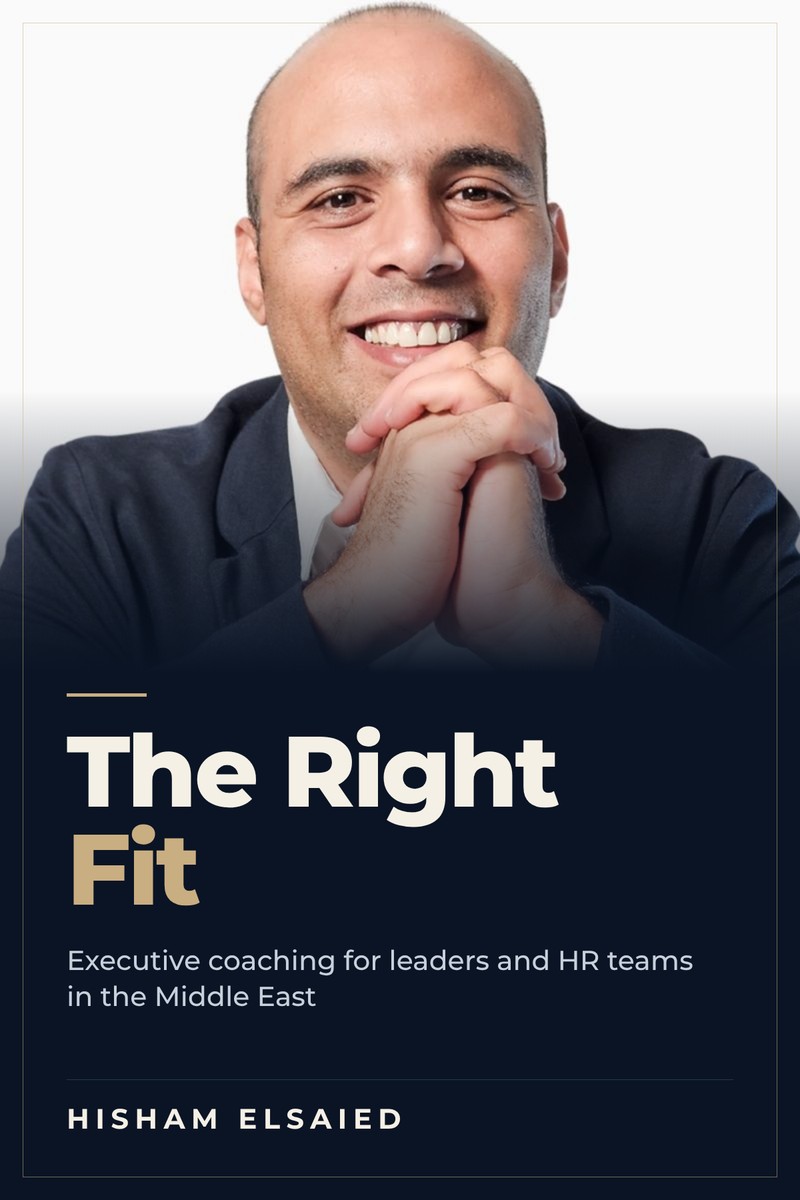 The Right
Fit
Executive coaching for leaders and HR teams
in the Middle East
HISHAM ELSAIED